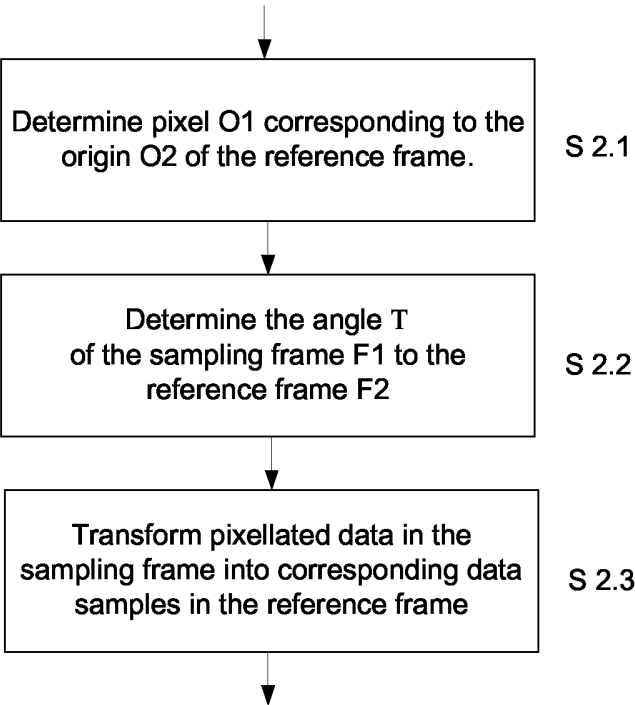 Determine pixel O1 corresponding to the
origin O2 of the reference frame.
S 2.1
Determine the angle T
of the sampling frame F1 to the
reference frame F2
S 2.2
Transform pixellated data in the
sampling frame into corresponding data
samples in the reference frame
S 2.3